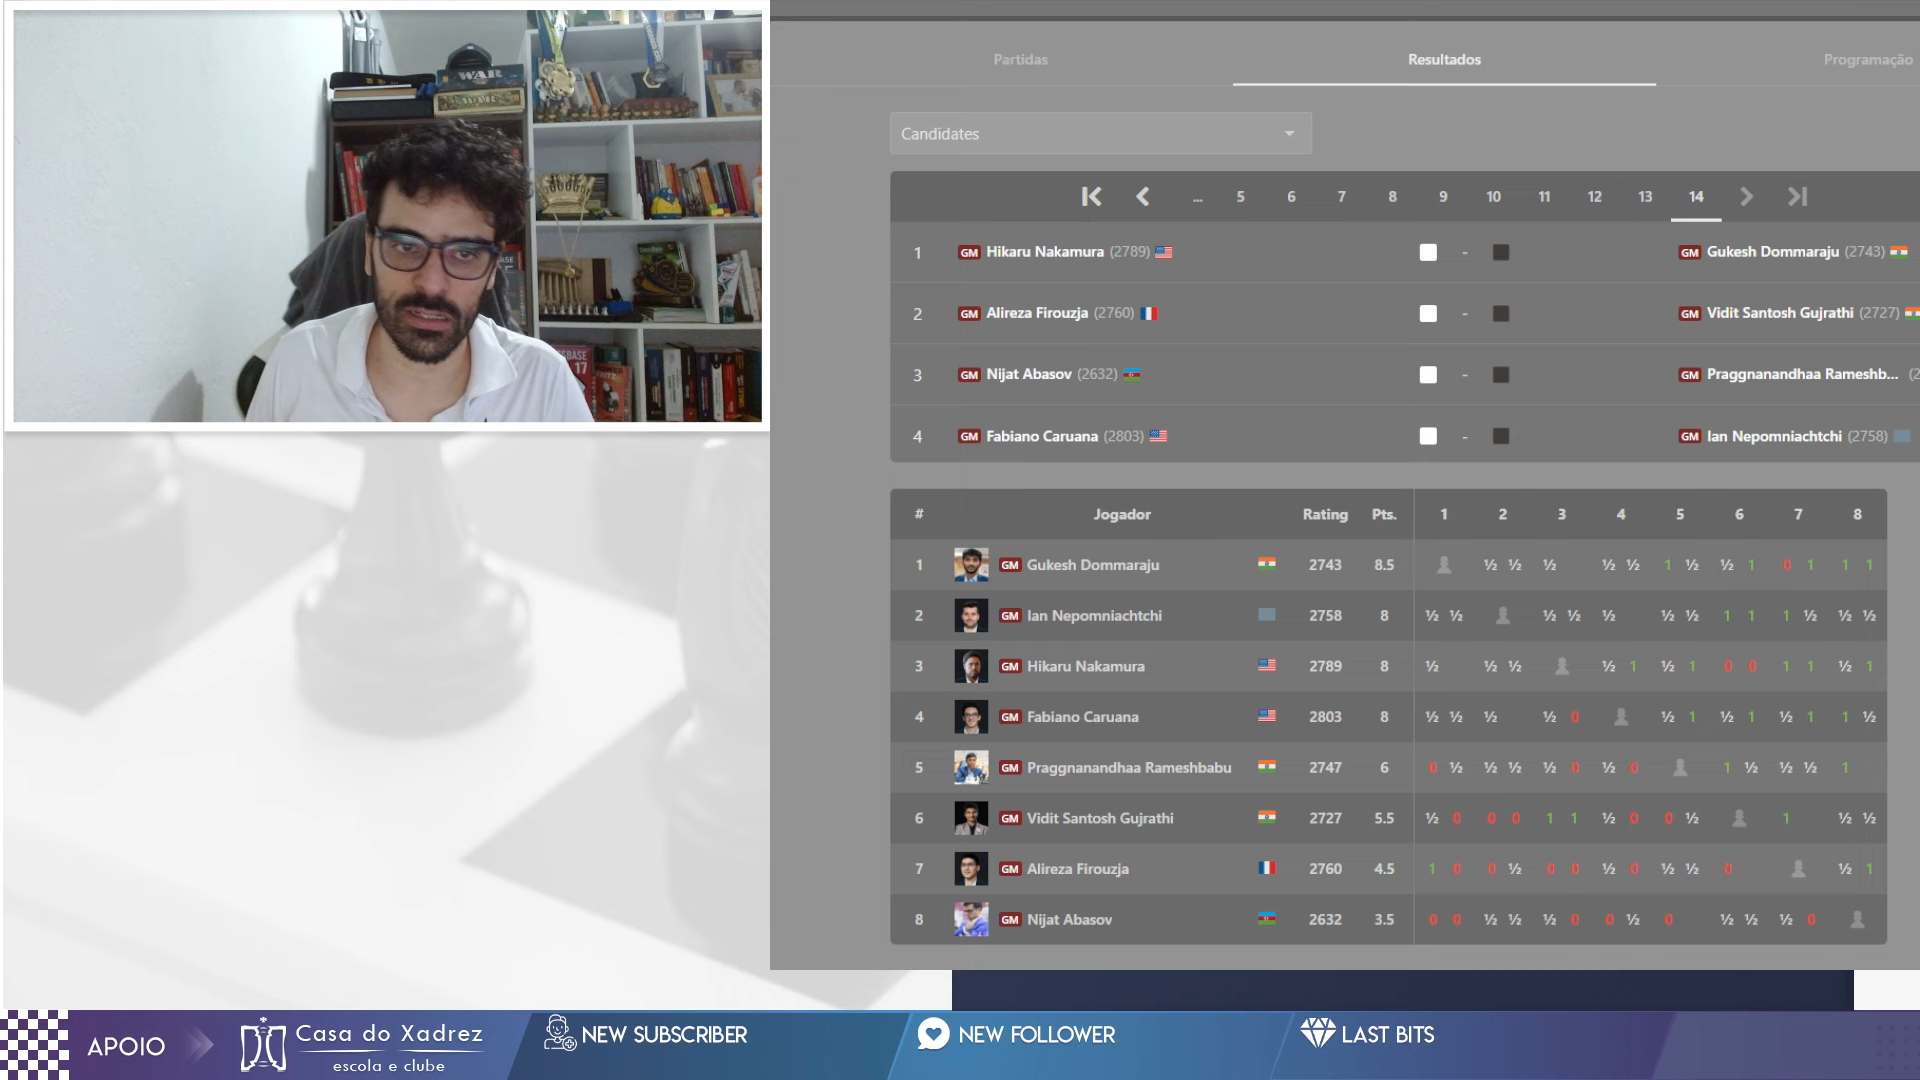 Partidas Resultados Programação
Candidates
... 5 6 7 8 9 10 11 12 13 14
1 GM Hikaru Nakamura (2789) - GM Gukesh Dommaraju (2743)
2 GM Alireza Firouzja (2760) - GM Vidit Santosh Gujrathi (2727)
3 GM Nijat Abasov (2632) - GM Praggnanandhaa Rameshb... (2
4 GM Fabiano Caruana (2803) - GM Ian Nepomniachtchi (2758)
# Jogador Rating Pts. 1 2 3 4 5 6 7 8
1 GM Gukesh Dommaraju 2743 8.5 ½ ½ ½ ½ ½ 1 ½ ½ 1 0 1 1 1
2 GM Ian Nepomniachtchi 2758 8 ½ ½ ½ ½ ½ ½ ½ 1 1 1 ½ ½ ½
3 GM Hikaru Nakamura 2789 8 ½ ½ ½ ½ 1 ½ 1 0 0 1 1 ½ 1
4 GM Fabiano Caruana 2803 8 ½ ½ ½ ½ 0 ½ 1 ½ 1 ½ 1 1 ½
5 GM Praggnanandhaa Rameshbabu 2747 6 0 ½ ½ ½ ½ 0 ½ 0 1 ½ ½ ½ 1
6 GM Vidit Santosh Gujrathi 2727 5.5 ½ 0 0 0 1 1 ½ 0 0 ½ 1 ½ ½
7 GM Alireza Firouzja 2760 4.5 1 0 0 ½ 0 0 ½ 0 ½ ½ 0 ½ 1
8 GM Nijat Abasov 2632 3.5 0 0 ½ ½ ½ 0 0 ½ 0 ½ ½ ½ 0
WAR
APOIO
Casa do Xadrez
escola e clube
NEW SUBSCRIBER
NEW FOLLOWER
LAST BITS